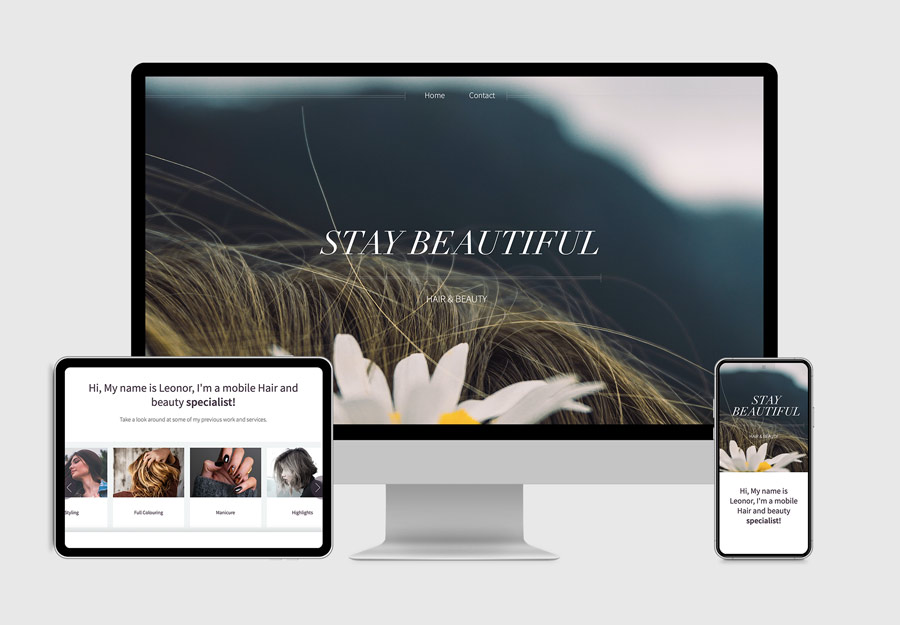 Home
Contact
STAY BEAUTIFUL
HAIR & BEAUTY
Hi, My name is Leonor, I'm a mobile Hair and
beauty specialist!
Take a look around at some of my previous work and services.
Styling
Full Colouring
Manicure
Highlights
STAY
BEAUTIFUL
HAIR & BEAUTY
Hi, My name is
Leonor, I'm a mobile
Hair and beauty
specialist!